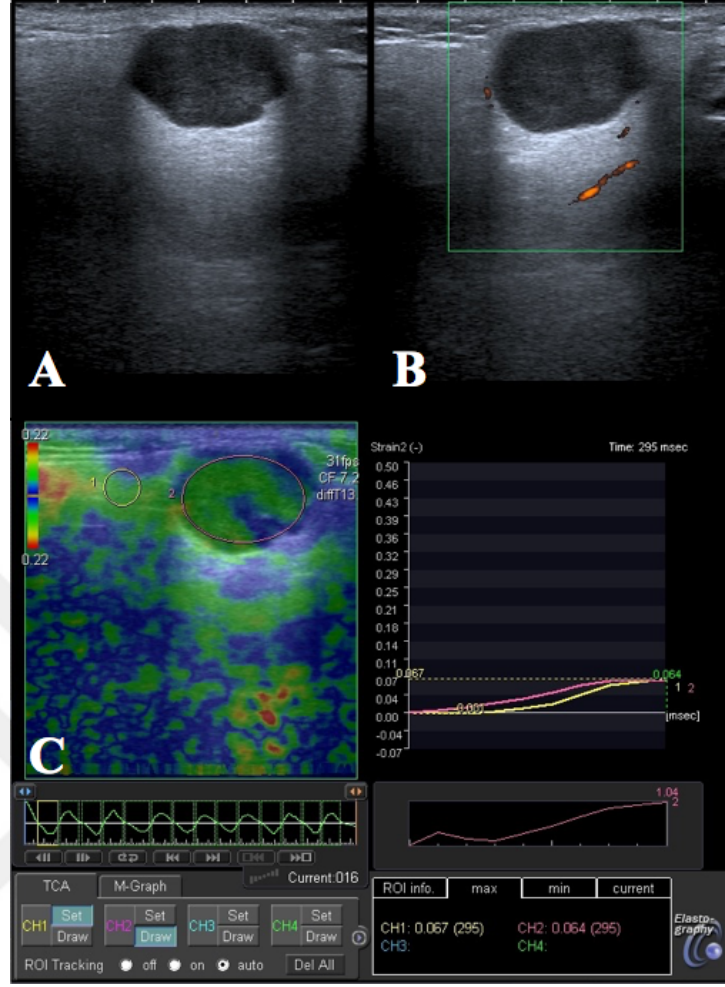 A
B
0.22
0.22
1
2
31fps
CF 7,2
diffT13
C
Strain2 (-)
Time: 295 msec
0.50
0.46
0.43
0.39
0.36
0.32
0.29
0.25
0.21
0.18
0.14
0.11
0.07
0.04
0.00
-0.04
-0.07
0.067
0.001
0.064
1 2
[msec]
1.04
2
Current:016
TCA
M-Graph
CH1 Set Draw
CH2 Set Draw
CH3 Set Draw
CH4 Set Draw
ROI Tracking off on auto Del All
ROI info. max min current
CH1: 0.067 (295) CH2: 0.064 (295)
CH3: CH4:
Elasto-
graphy